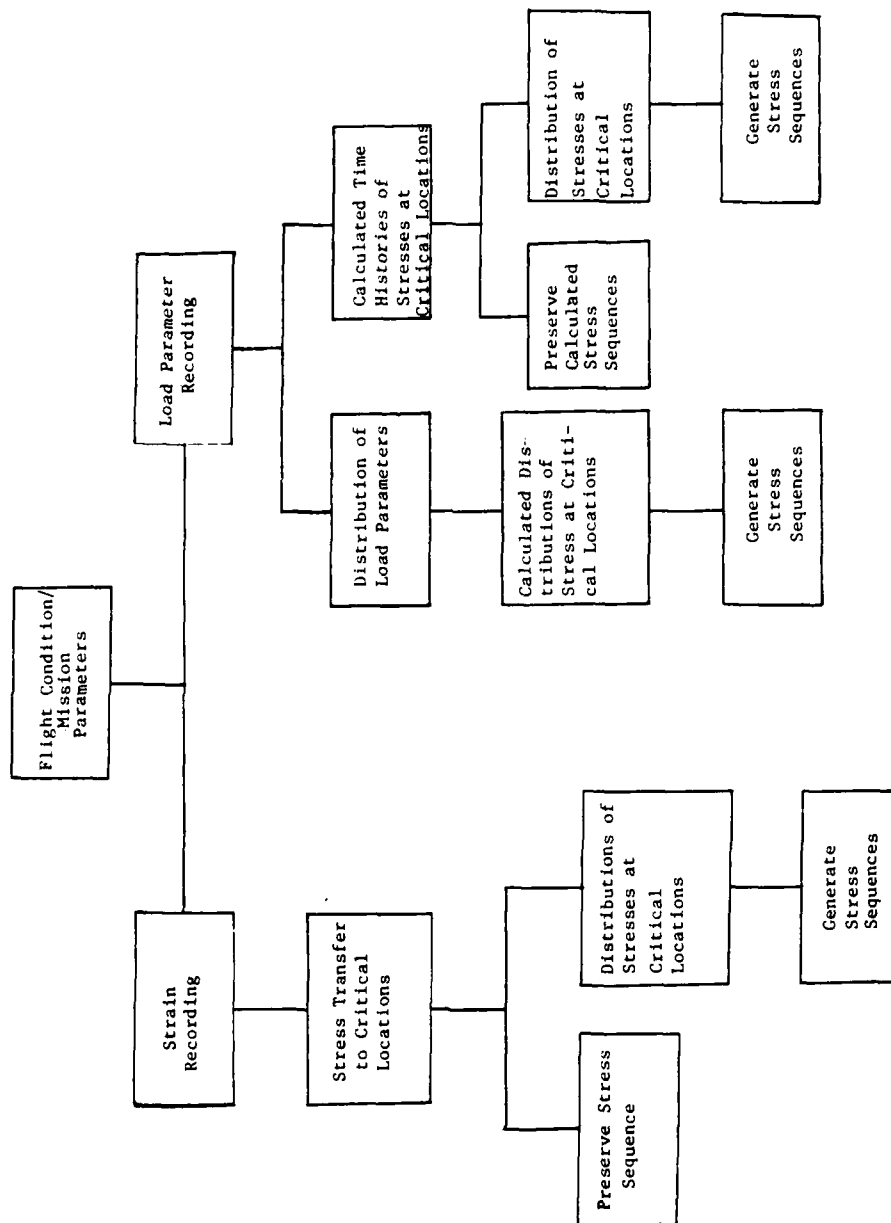 Flight Condition/
Mission
Parameters
Strain
Recording
Load Parameter
Recording
Stress Transfer
to Critical
Locations
Distribution of
Load Parameters
Calculated Time
Histories of
Stresses at
Critical Locations
Preserve Stress
Sequence
Distributions of
Stresses at
Critical
Locations
Calculated Dis-
tributions of
Stress at Criti-
cal Locations
Preserve
Calculated
Stress
Sequences
Distribution of
Stresses at
Critical
Locations
Generate
Stress
Sequences
Generate
Stress
Sequences
Generate
Stress
Sequences